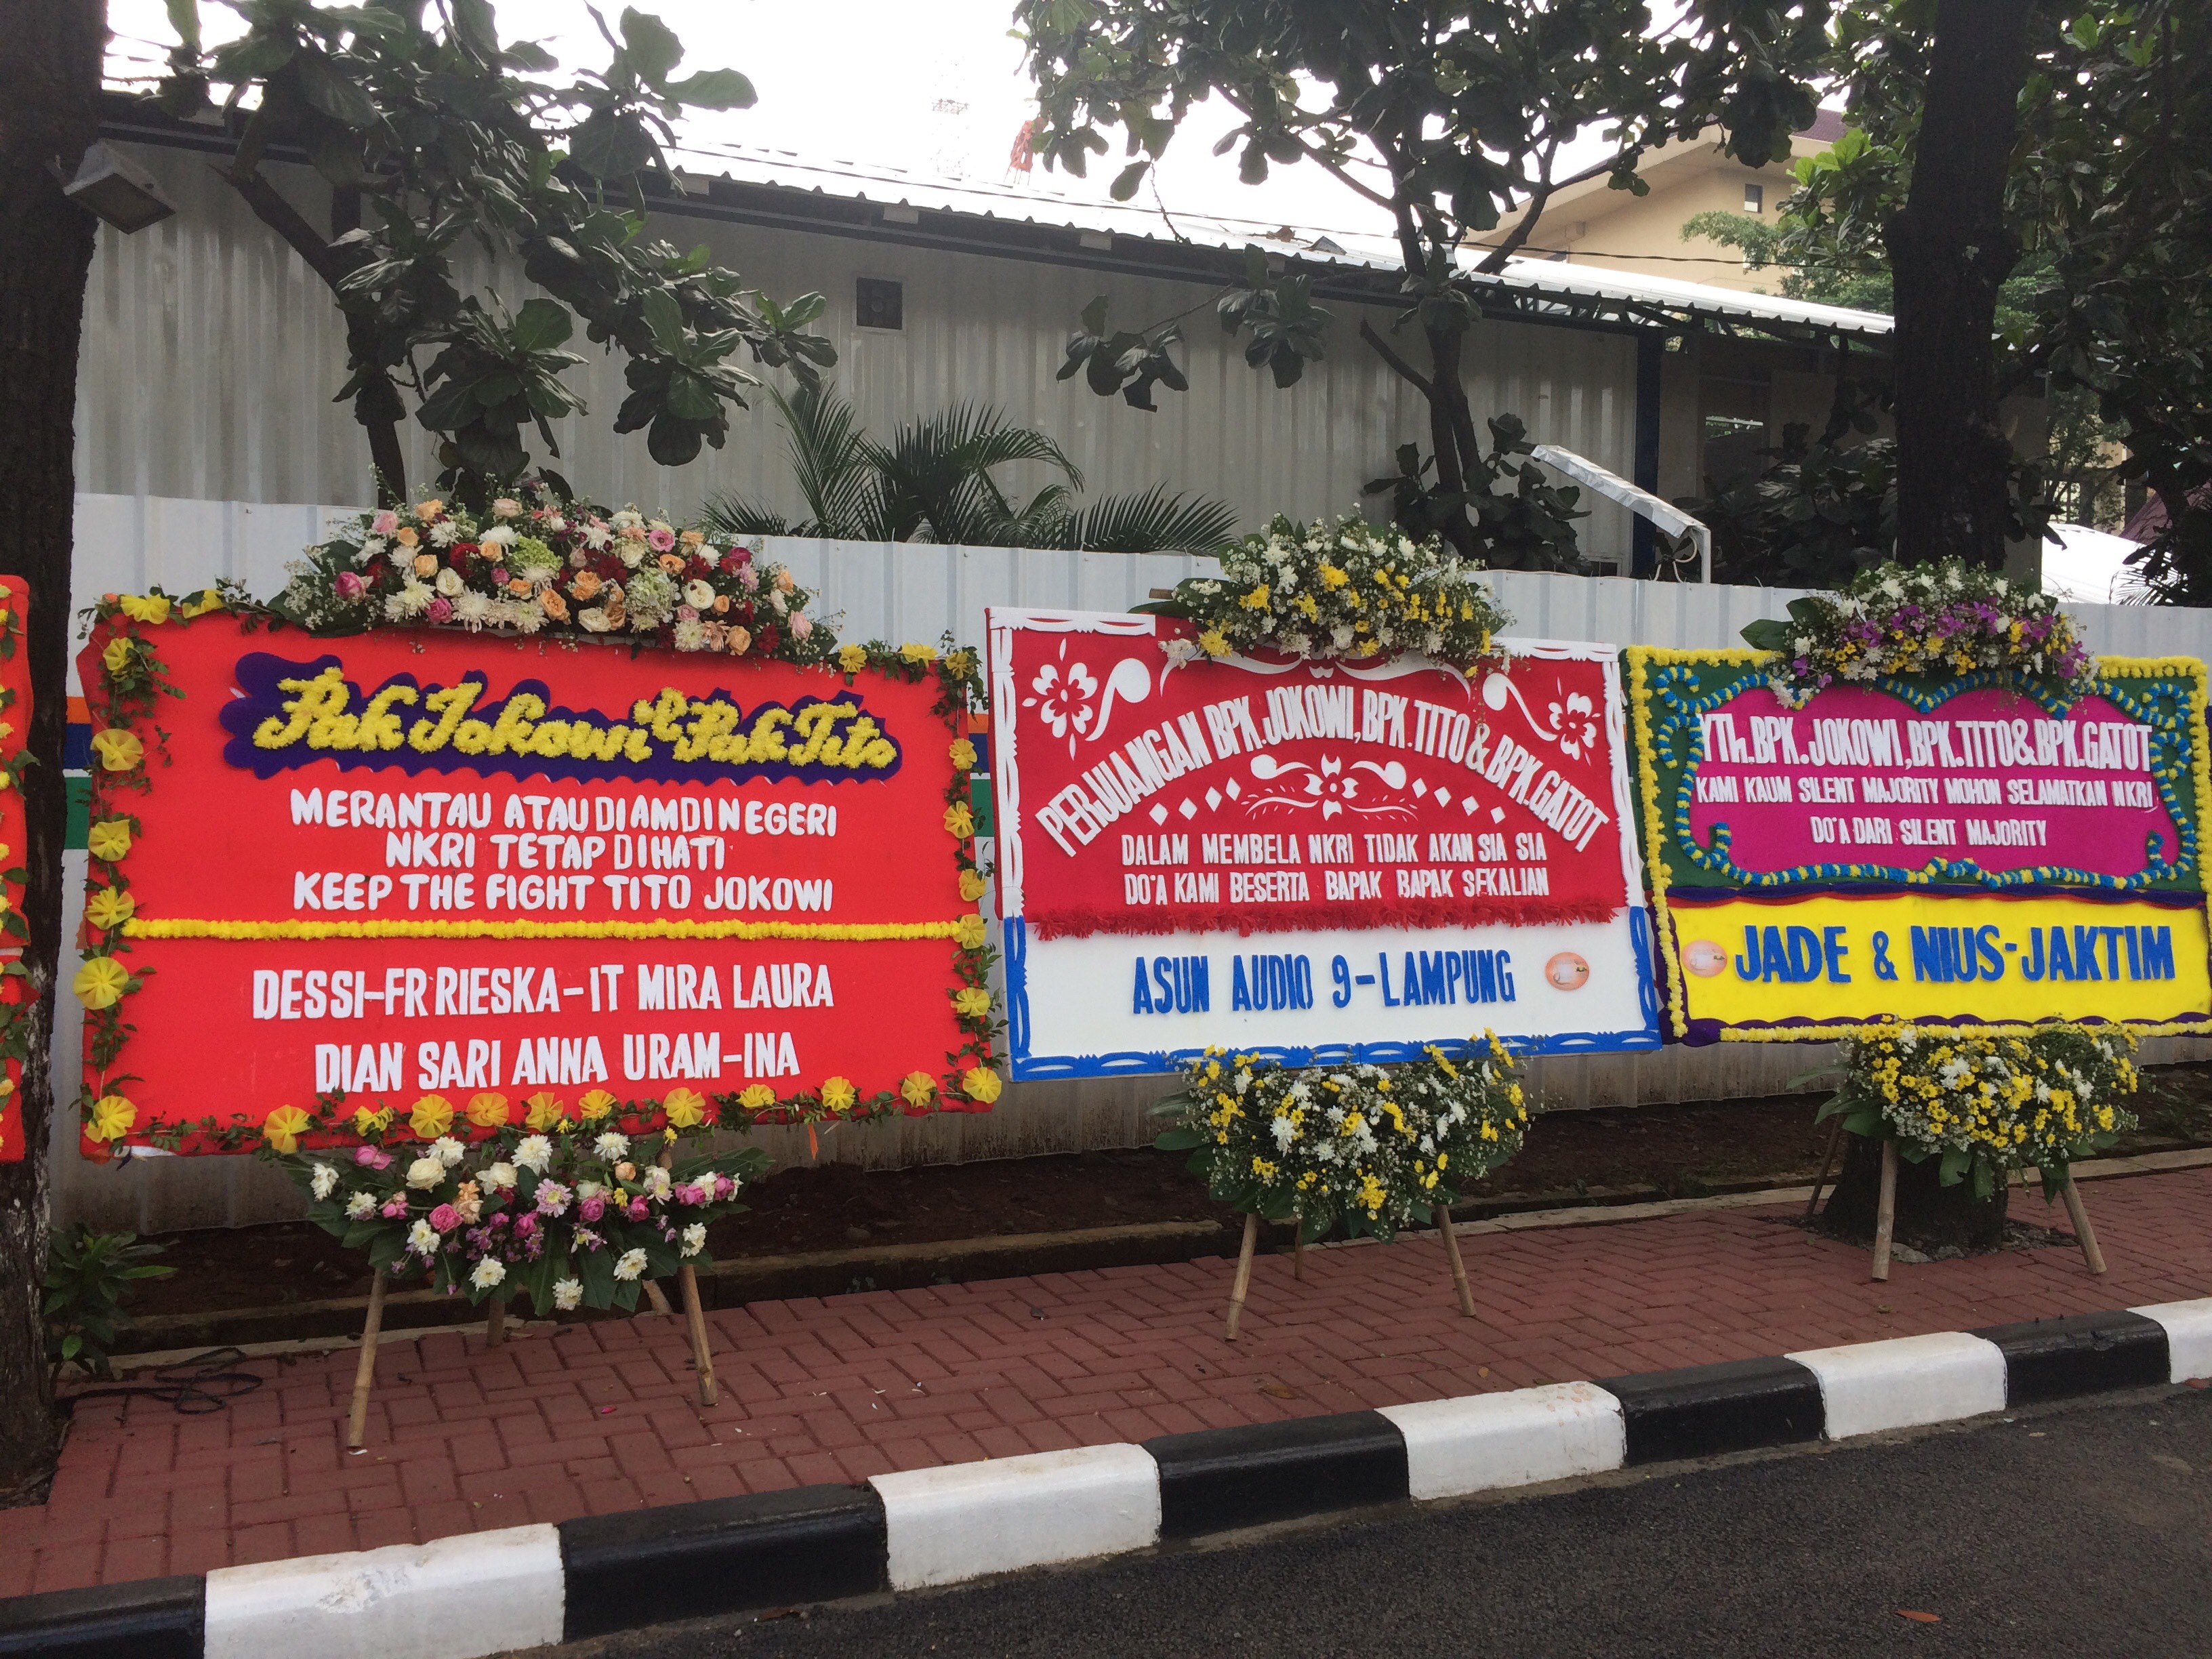 Pak Jokowi & Pak Tito
MERANTAU ATAU DIAM DI NEGERI
NKRI TETAP DIHATI
KEEP THE FIGHT TITO JOKOWI
DESSI-FR RIESKA-IT MIRA LAURA
DIAN SARI ANNA URAM-INA
PERJUANGAN BPK.JOKOWI,BPK.TITO & BPK.GATOT
DALAM MEMBELA NKRI TIDAK AKAN SIA SIA
DO'A KAMI BESERTA BAPAK BAPAK SEKALIAN
ASUN AUDIO 9-LAMPUNG
YTh.BPK.JOKOWI,BPK.TITO&BPK.GATOT
KAMI KAUM SILENT MAJORITY MOHON SELAMATKAN NKRI
DO'A DARI SILENT MAJORITY
JADE & NIUS-JAKTIM